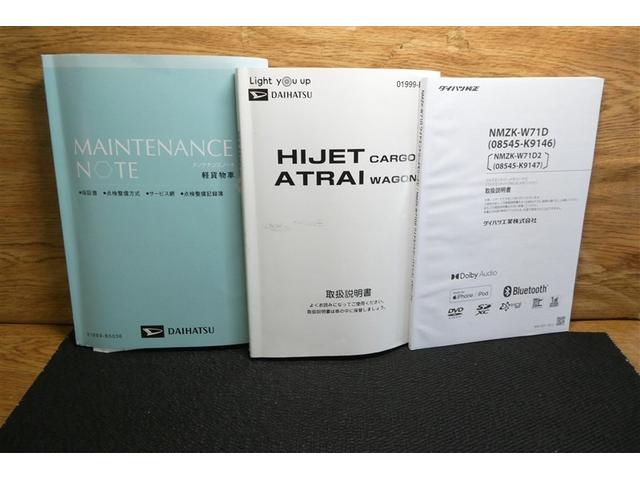 MAINTENANCE
NOTE
メンテナンスノート
軽貨物車
●保証書 ●点検整備方式 ●サービス網 ●点検整備記録簿
DAIHATSU
Light you up
DAIHATSU
01999-
HIJET CARGO
ATRAI WAGON
取扱説明書
よくお読みになってご使用ください。
取扱説明書は車の中に保管しましょう。
ダイハツ純正
NMZK-W71D
(08545-K9146)
NMZK-W71D2
(08545-K9147)
取扱説明書
ダイハツ工業株式会社
Dolby Audio
iPhone | iPod
Bluetooth
DVD
SD
XC